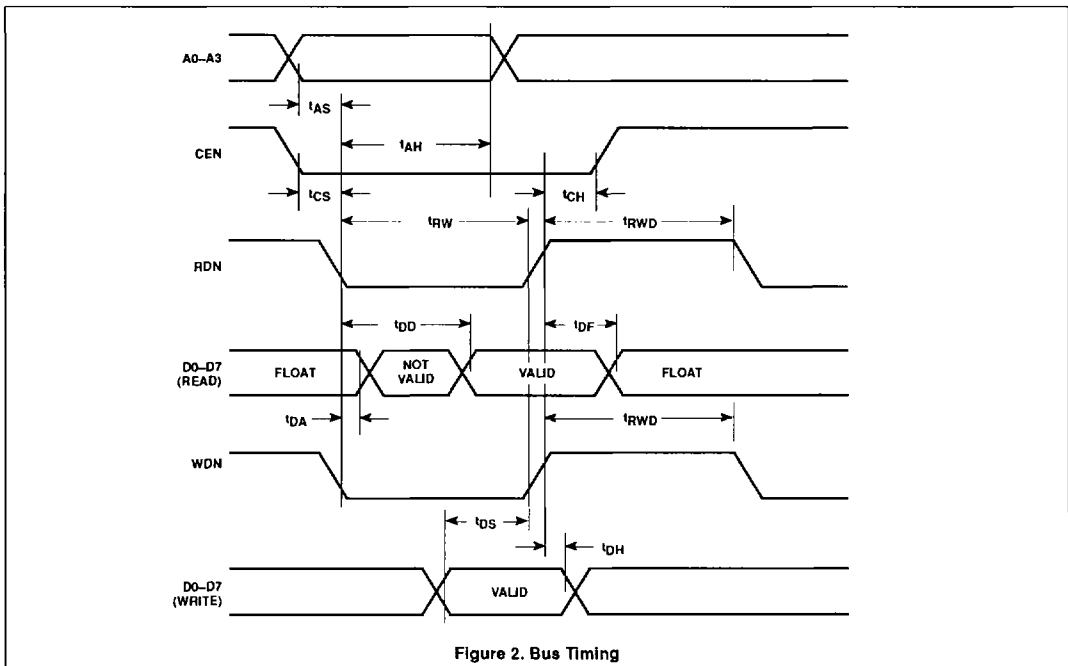 A0–A3
tAS
tAH
CEN
tCS
tCH
tRW
tRWD
RDN
tDD
tDF
D0–D7
(READ)
FLOAT
NOT
VALID
VALID
FLOAT
tDA
tRWD
WDN
tDS
tDH
D0–D7
(WRITE)
VALID
Figure 2. Bus Timing